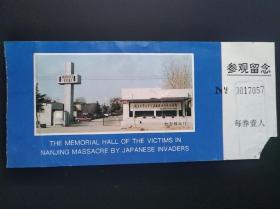 参观留念
Nº 0017057
每券壹人
THE MEMORIAL HALL OF THE VICTIMS IN
NANJING MASSACRE BY JAPANESE INVADERS